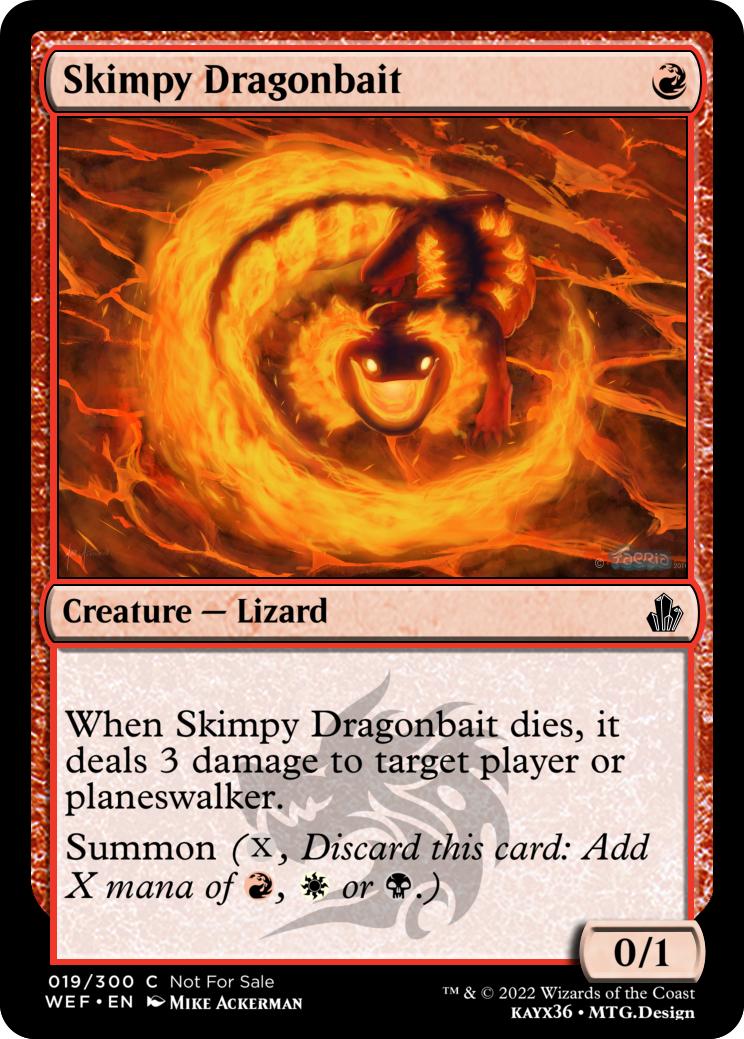 Skimpy Dragonbait
© Faeria
Creature — Lizard
When Skimpy Dragonbait dies, it
deals 3 damage to target player or
planeswalker.
Summon (X, Discard this card: Add
X mana of , or .)
0/1
019/300 C Not For Sale
WEF • EN Mike Ackerman
™ & © 2022 Wizards of the Coast
KAYX36 • MTG.Design